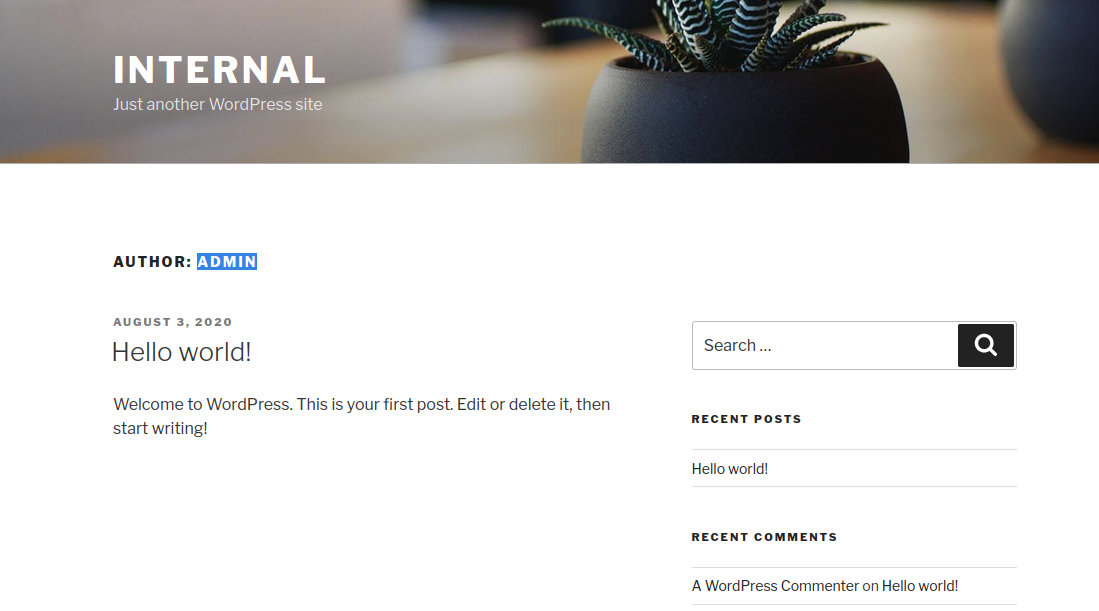 INTERNAL
Just another WordPress site
AUTHOR: ADMIN
AUGUST 3, 2020
Hello world!
Welcome to WordPress. This is your first post. Edit or delete it, then
start writing!
Search …
RECENT POSTS
Hello world!
RECENT COMMENTS
A WordPress Commenter on Hello world!